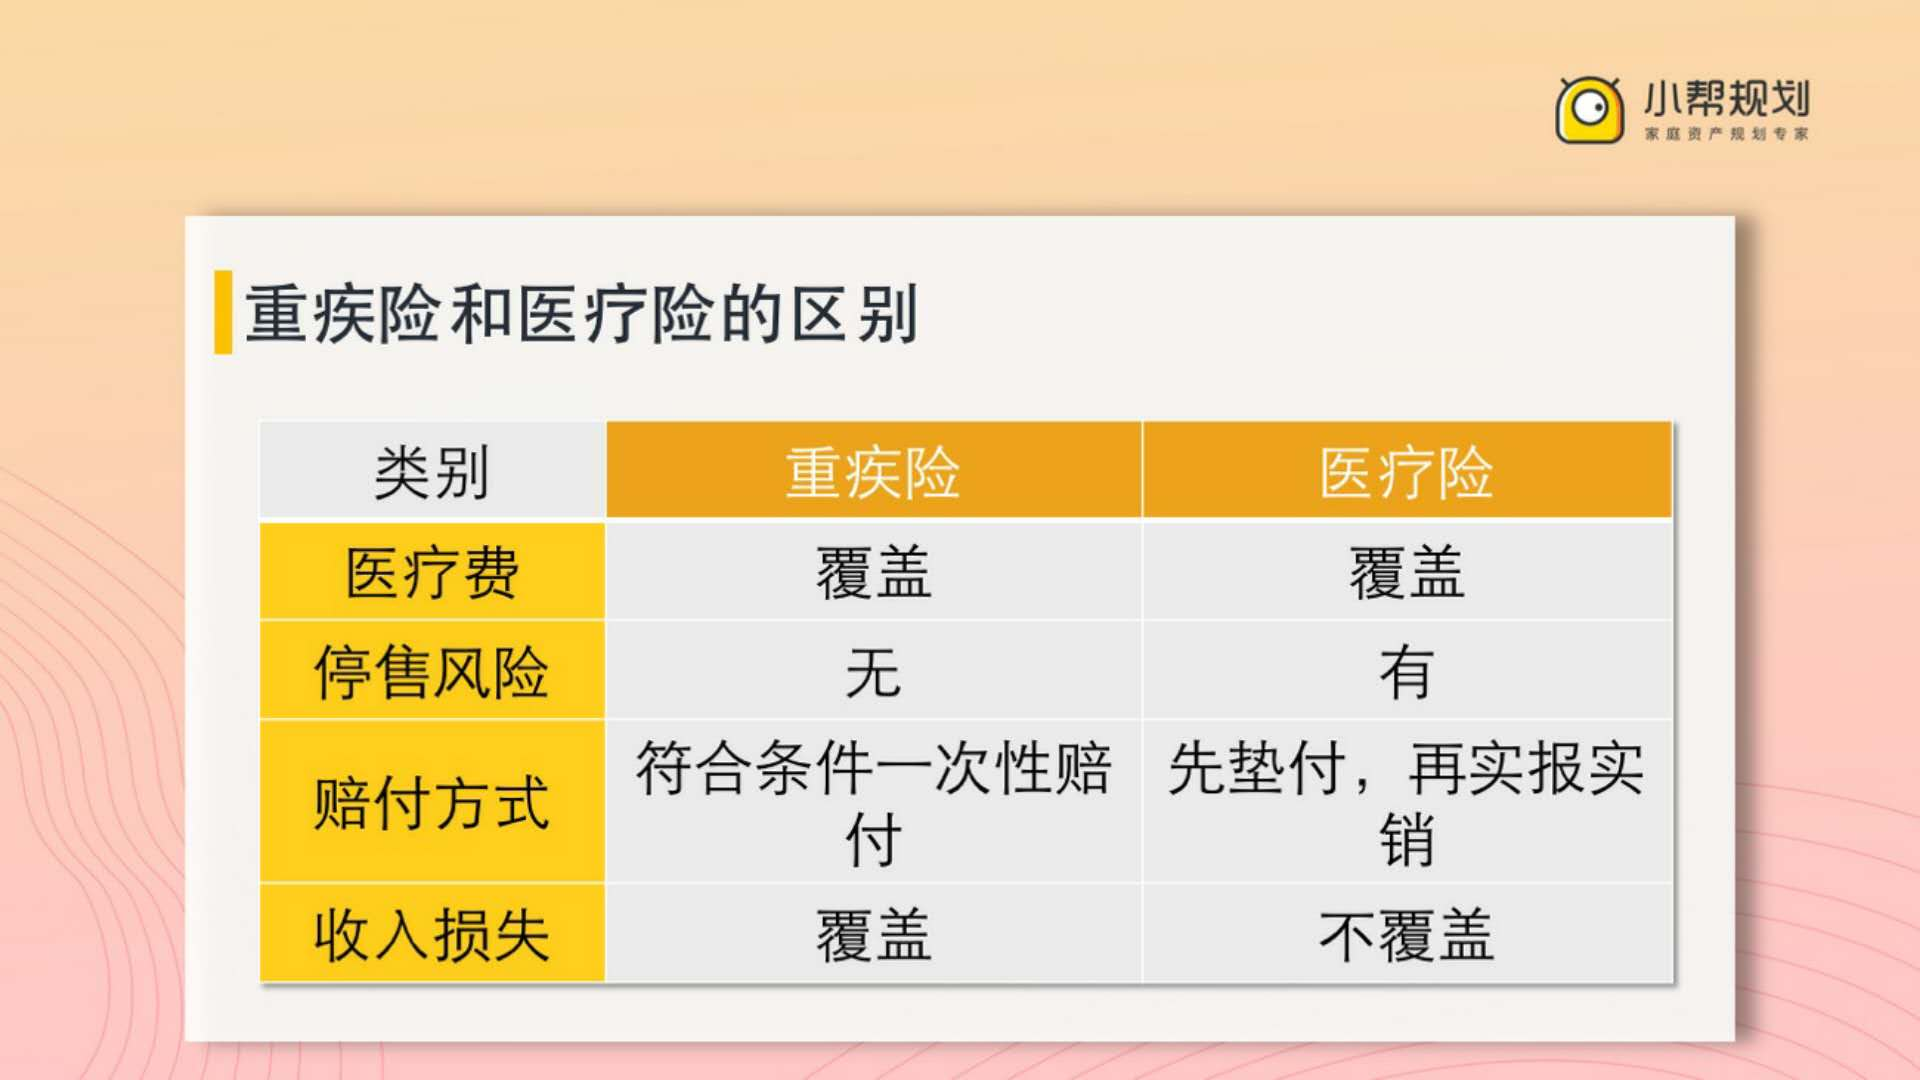 小帮规划
家庭资产规划专家
重疾险和医疗险的区别
类别 重疾险 医疗险
医疗费 覆盖 覆盖
停售风险 无 有
赔付方式 符合条件一次性赔 先垫付，再实报实
付 销
收入损失 覆盖 不覆盖